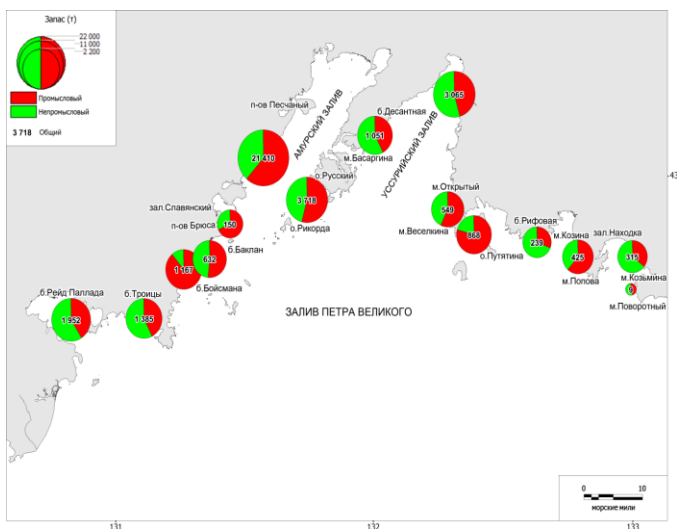 Запас (т)
22 000
11 000
2 200
Промысловый
Непромысловый
3 718 Общий
п-ов Песчаный
АМУРСКИЙ ЗАЛИВ
б.Десантная
3 065
1 051
м.Басаргина
УССУРИЙСКИЙ ЗАЛИВ
21 410
о.Русский
43
3 718
м.Открытый
зал.Славянский
549
п-ов Брюса
150
о.Рикорда
м.Веселкина
868
б.Рифовая
239
м.Козина
зал.Находка
632
1 167
б.Баклан
о.Путятина
425
315
м.Попова
м.Козьмина
б.Бойсмана
б.Рейд Паллада
б.Троицы
м.Поворотный
1 952
1 385
ЗАЛИВ ПЕТРА ВЕЛИКОГО
0 10
морские мили
131
132
133